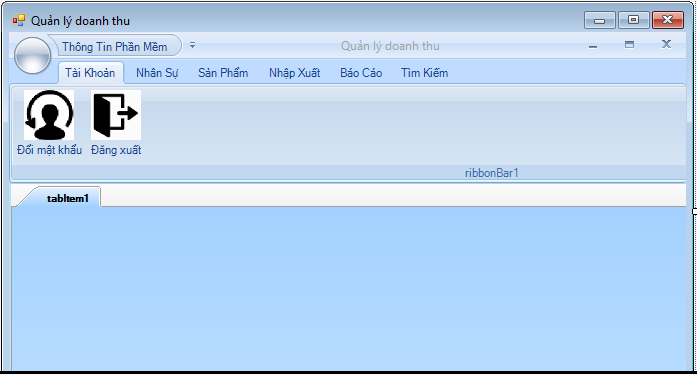 Quản lý doanh thu
Thông Tin Phần Mềm Quản lý doanh thu
Tài Khoản Nhân Sự Sản Phẩm Nhập Xuất Báo Cáo Tìm Kiếm
Đổi mật khẩu Đăng xuất
ribbonBar1
tabItem1